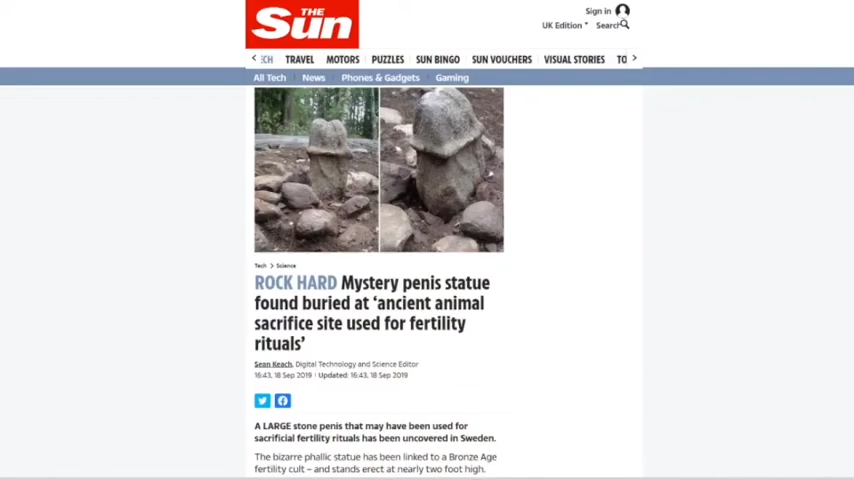 THE
Sun
Sign in
UK Edition
Search
ECH TRAVEL MOTORS PUZZLES SUN BINGO SUN VOUCHERS VISUAL STORIES TO
All Tech News Phones & Gadgets Gaming
Tech > Science
ROCK HARD Mystery penis statue
found buried at ‘ancient animal
sacrifice site used for fertility
rituals’
Sean Keach, Digital Technology and Science Editor
16:43, 18 Sep 2019 | Updated: 16:43, 18 Sep 2019
A LARGE stone penis that may have been used for
sacrificial fertility rituals has been uncovered in Sweden.
The bizarre phallic statue has been linked to a Bronze Age
fertility cult – and stands erect at nearly two foot high.